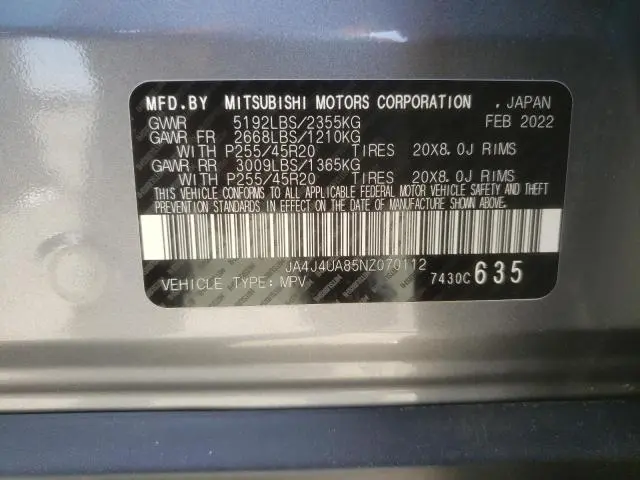 MFD. BY MITSUBISHI MOTORS CORPORATION , JAPAN
GVWR 5192LBS/2355KG FEB 2022
GAWR FR 2668LBS/1210KG
WITH P255/45R20 TIRES 20X8.0J RIMS
GAWR RR 3009LBS/1365KG
WITH P255/45R20 TIRES 20X8.0J RIMS
THIS VEHICLE CONFORMS TO ALL APPLICABLE FEDERAL MOTOR VEHICLE SAFETY AND THEFT
PREVENTION STANDARDS IN EFFECT ON THE DATE OF MANUFACTURE SHOWN ABOVE.
JA4J4UA85NZ070112
VEHICLE TYPE: MPV 7430C 635